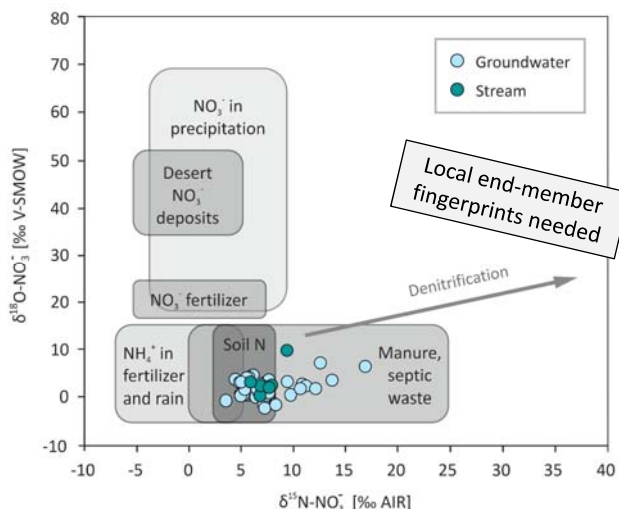 80
70
60
50
40
30
20
10
0
-10
-10
0
5
10
15
20
25
30
35
40
δ¹⁸O-NO₃⁻ [‰ V-SMOW]
δ¹⁵N-NO₃⁻ [‰ AIR]
Groundwater
Stream
NO₃⁻ in
precipitation
Desert
NO₃⁻
deposits
NO₃⁻ fertilizer
NH₄⁺ in
fertilizer
and rain
Soil N
Manure,
septic
waste
Denitrification
Local end-member
fingerprints needed